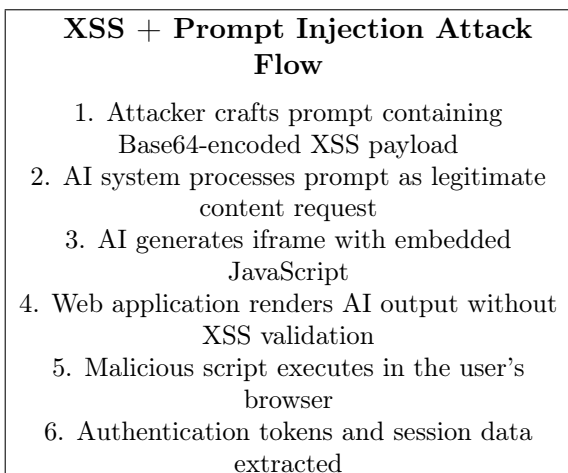 XSS + Prompt Injection Attack
Flow
1. Attacker crafts prompt containing
Base64-encoded XSS payload
2. AI system processes prompt as legitimate
content request
3. AI generates iframe with embedded
JavaScript
4. Web application renders AI output without
XSS validation
5. Malicious script executes in the user's
browser
6. Authentication tokens and session data
extracted